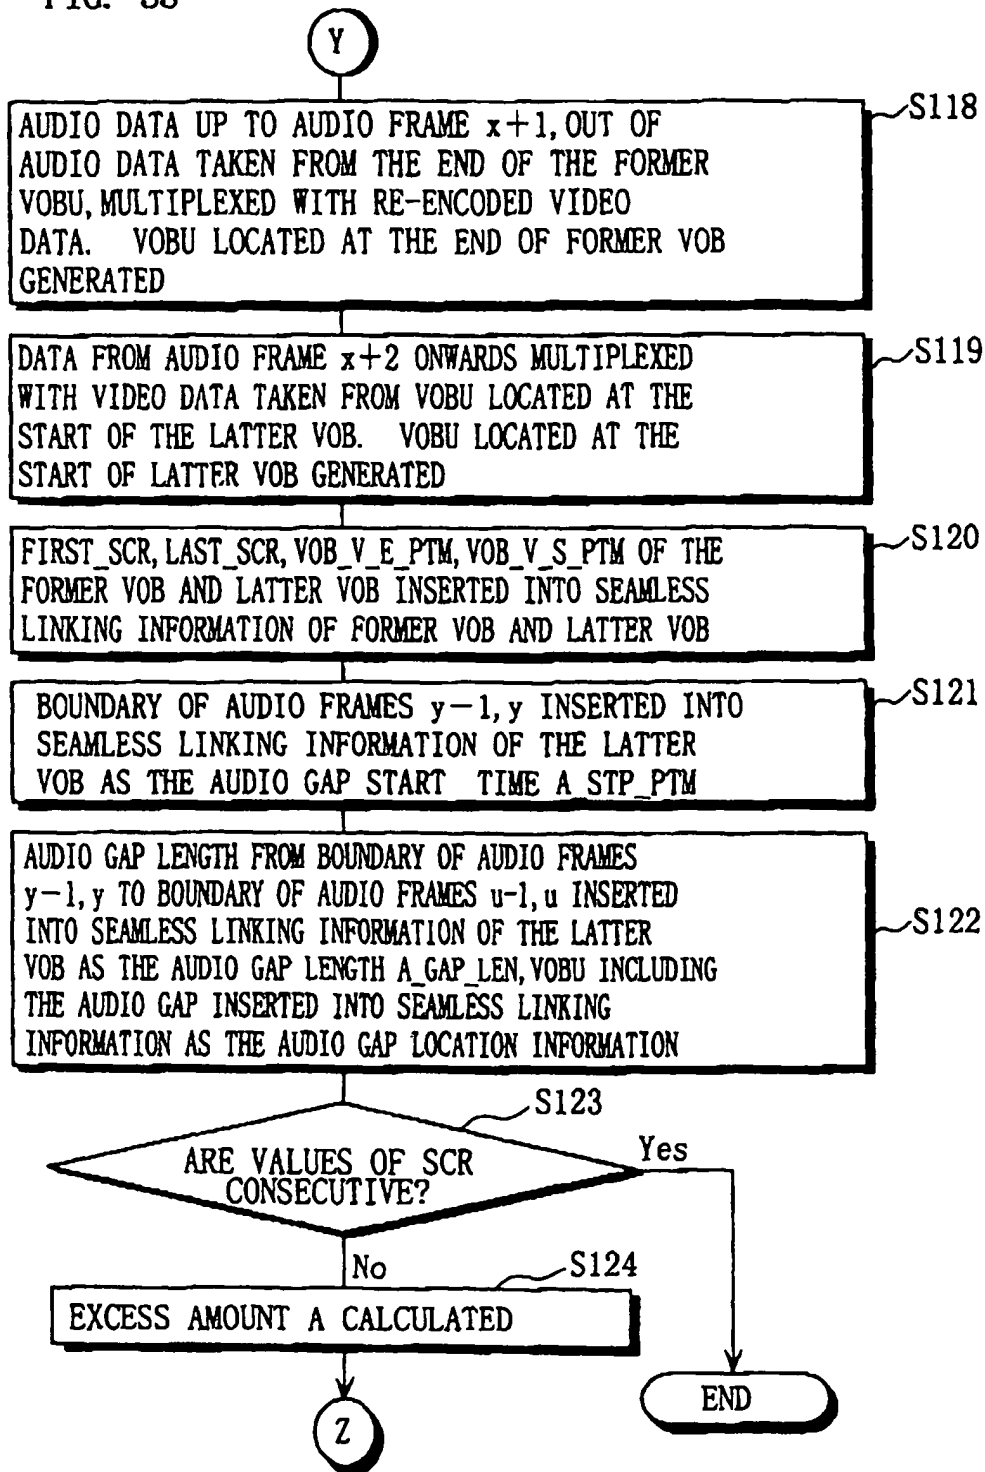 Y
S118
AUDIO DATA UP TO AUDIO FRAME x+1, OUT OF
AUDIO DATA TAKEN FROM THE END OF THE FORMER
VOBU, MULTIPLEXED WITH RE-ENCODED VIDEO
DATA. VOBU LOCATED AT THE END OF FORMER VOB
GENERATED
S119
DATA FROM AUDIO FRAME x+2 ONWARDS MULTIPLEXED
WITH VIDEO DATA TAKEN FROM VOBU LOCATED AT THE
START OF THE LATTER VOB. VOBU LOCATED AT THE
START OF LATTER VOB GENERATED
S120
FIRST_SCR, LAST_SCR, VOB_V_E_PTM, VOB_V_S_PTM OF THE
FORMER VOB AND LATTER VOB INSERTED INTO SEAMLESS
LINKING INFORMATION OF FORMER VOB AND LATTER VOB
S121
BOUNDARY OF AUDIO FRAMES y-1, y INSERTED INTO
SEAMLESS LINKING INFORMATION OF THE LATTER
VOB AS THE AUDIO GAP START TIME A STP_PTM
S122
AUDIO GAP LENGTH FROM BOUNDARY OF AUDIO FRAMES
y-1, y TO BOUNDARY OF AUDIO FRAMES u-1, u INSERTED
INTO SEAMLESS LINKING INFORMATION OF THE LATTER
VOB AS THE AUDIO GAP LENGTH A_GAP_LEN, VOBU INCLUDING
THE AUDIO GAP INSERTED INTO SEAMLESS LINKING
INFORMATION AS THE AUDIO GAP LOCATION INFORMATION
S123
ARE VALUES OF SCR
CONSECUTIVE?
Yes
No
S124
EXCESS AMOUNT A CALCULATED
END
Z